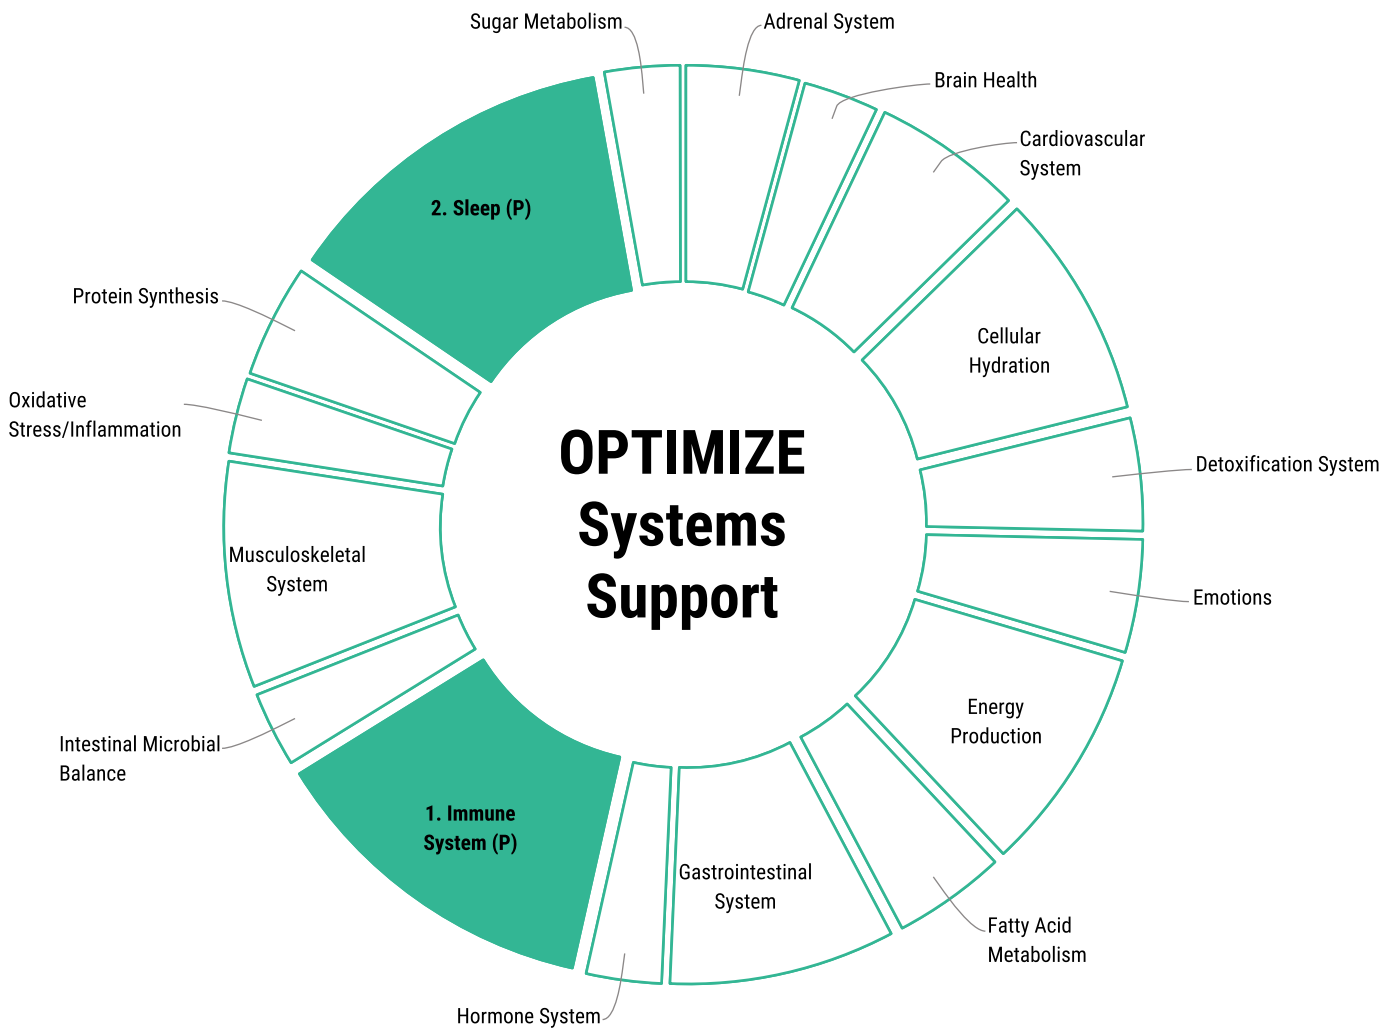 Sugar Metabolism
Adrenal System
Brain Health
Cardiovascular
System
2. Sleep (P)
Protein Synthesis
Cellular
Hydration
Oxidative
Stress/Inflammation
OPTIMIZE
Systems
Support
Detoxification System
Musculoskeletal
System
Emotions
Energy
Production
Intestinal Microbial
Balance
1. Immune
System (P)
Gastrointestinal
System
Fatty Acid
Metabolism
Hormone System